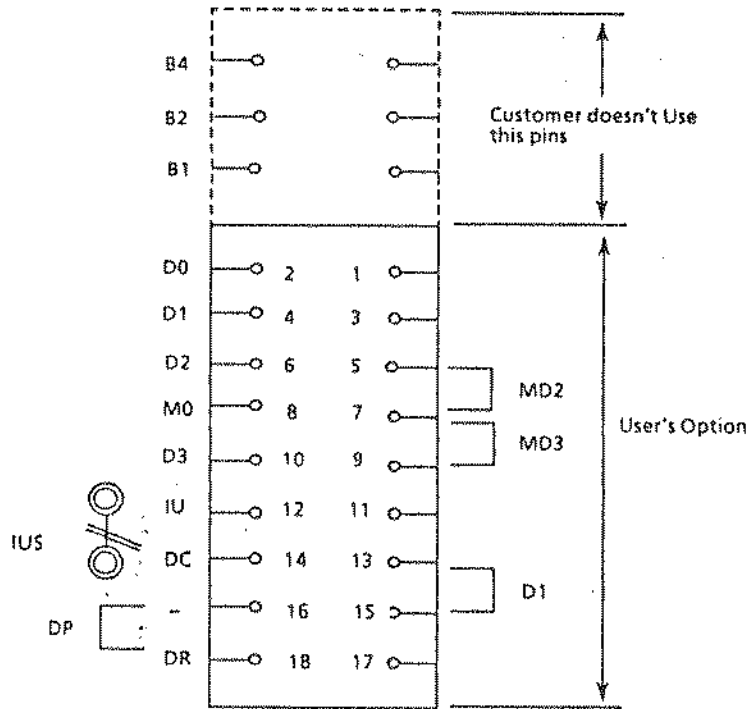 B4
B2
Customer doesn't Use
this pins
B1
D0 2 1
D1 4 3
D2 6 5
MD2
M0 8 7
User's Option
MD3
D3 10 9
IU 12 11
IUS
DC 14 13
D1
– 16 15
DP
DR 18 17